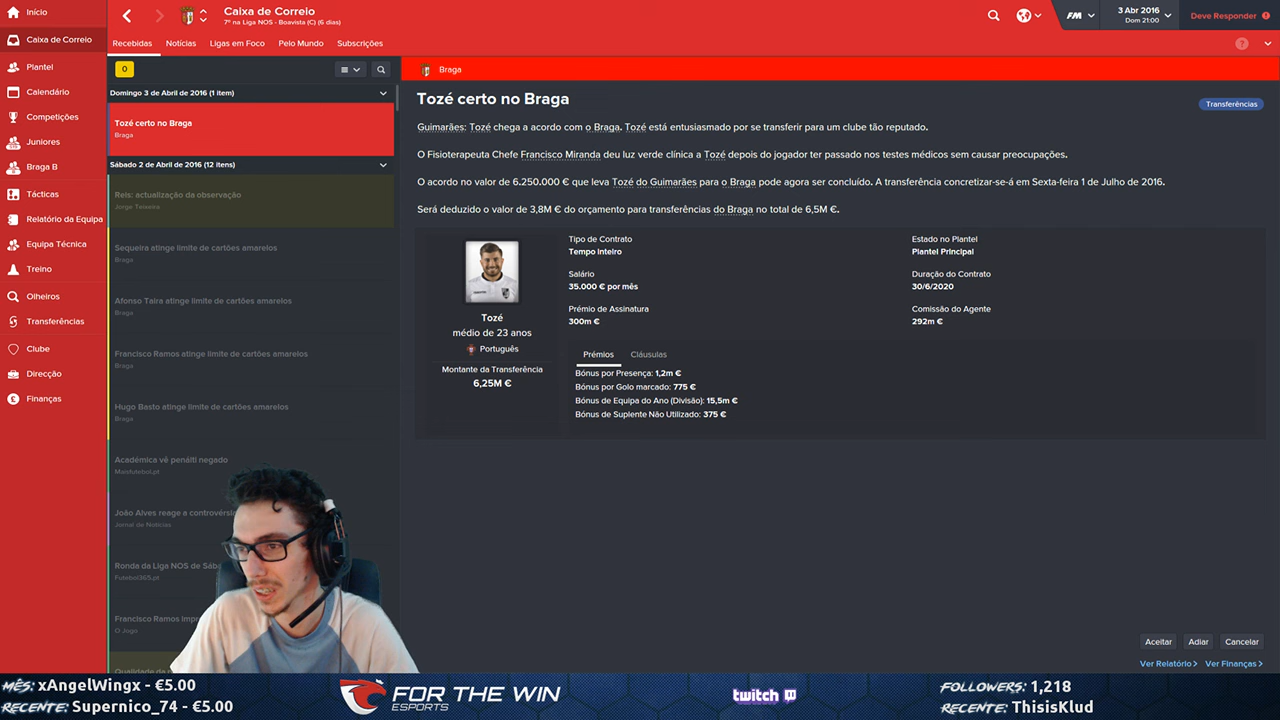 Início
Caixa de Correio
Plantel
Calendário
Competições
Juniores
Braga B
Tácticas
Relatório da Equipa
Equipa Técnica
Treino
Olheiros
Transferências
Clube
Direcção
Finanças
Caixa de Correio
7º na Liga NOS - Boavista (C) (6 dias)
FM
3 Abr 2016
Dom 21:00
Deve Responder
Recebidas
Notícias
Ligas em Foco
Pelo Mundo
Subscrições
0
Domingo 3 de Abril de 2016 (1 item)
Tozé certo no Braga
Braga
Sábado 2 de Abril de 2016 (12 itens)
Reis: actualização da observação
Jorge Teixeira
Sequeira atinge limite de cartões amarelos
Braga
Afonso Taira atinge limite de cartões amarelos
Braga
Francisco Ramos atinge limite de cartões amarelos
Braga
Hugo Basto atinge limite de cartões amarelos
Braga
Académica vê penálti negado
Maisfutebol.pt
João Alves reage a controvérsia
Jornal de Notícias
Ronda da Liga NOS de Sába
Futebol365.pt
Francisco Ramos impr
O Jogo
Qualidade da
Braga
Tozé certo no Braga
Transferências
Guimarães: Tozé chega a acordo com o Braga. Tozé está entusiasmado por se transferir para um clube tão reputado.
O Fisioterapeuta Chefe Francisco Miranda deu luz verde clínica a Tozé depois do jogador ter passado nos testes médicos sem causar preocupações.
O acordo no valor de 6.250.000 € que leva Tozé do Guimarães para o Braga pode agora ser concluído. A transferência concretizar-se-á em Sexta-feira 1 de Julho de 2016.
Será deduzido o valor de 3,8M € do orçamento para transferências do Braga no total de 6,5M €.
Tozé
médio de 23 anos
Português
Montante da Transferência
6,25M €
Tipo de Contrato
Tempo inteiro
Salário
35.000 € por mês
Prémio de Assinatura
300m €
Estado no Plantel
Plantel Principal
Duração do Contrato
30/6/2020
Comissão do Agente
292m €
Prémios
Cláusulas
Bónus por Presença: 1,2m €
Bónus por Golo marcado: 775 €
Bónus de Equipa do Ano (Divisão): 15,5m €
Bónus de Suplente Não Utilizado: 375 €
Aceitar
Adiar
Cancelar
Ver Relatório >
Ver Finanças >
MÊS: xAngelWingx - €5.00
RECENTE: Supernico_74 - €5.00
FOR THE WIN
ESPORTS
twitch
FOLLOWERS: 1,218
RECENTE: ThisisKlud